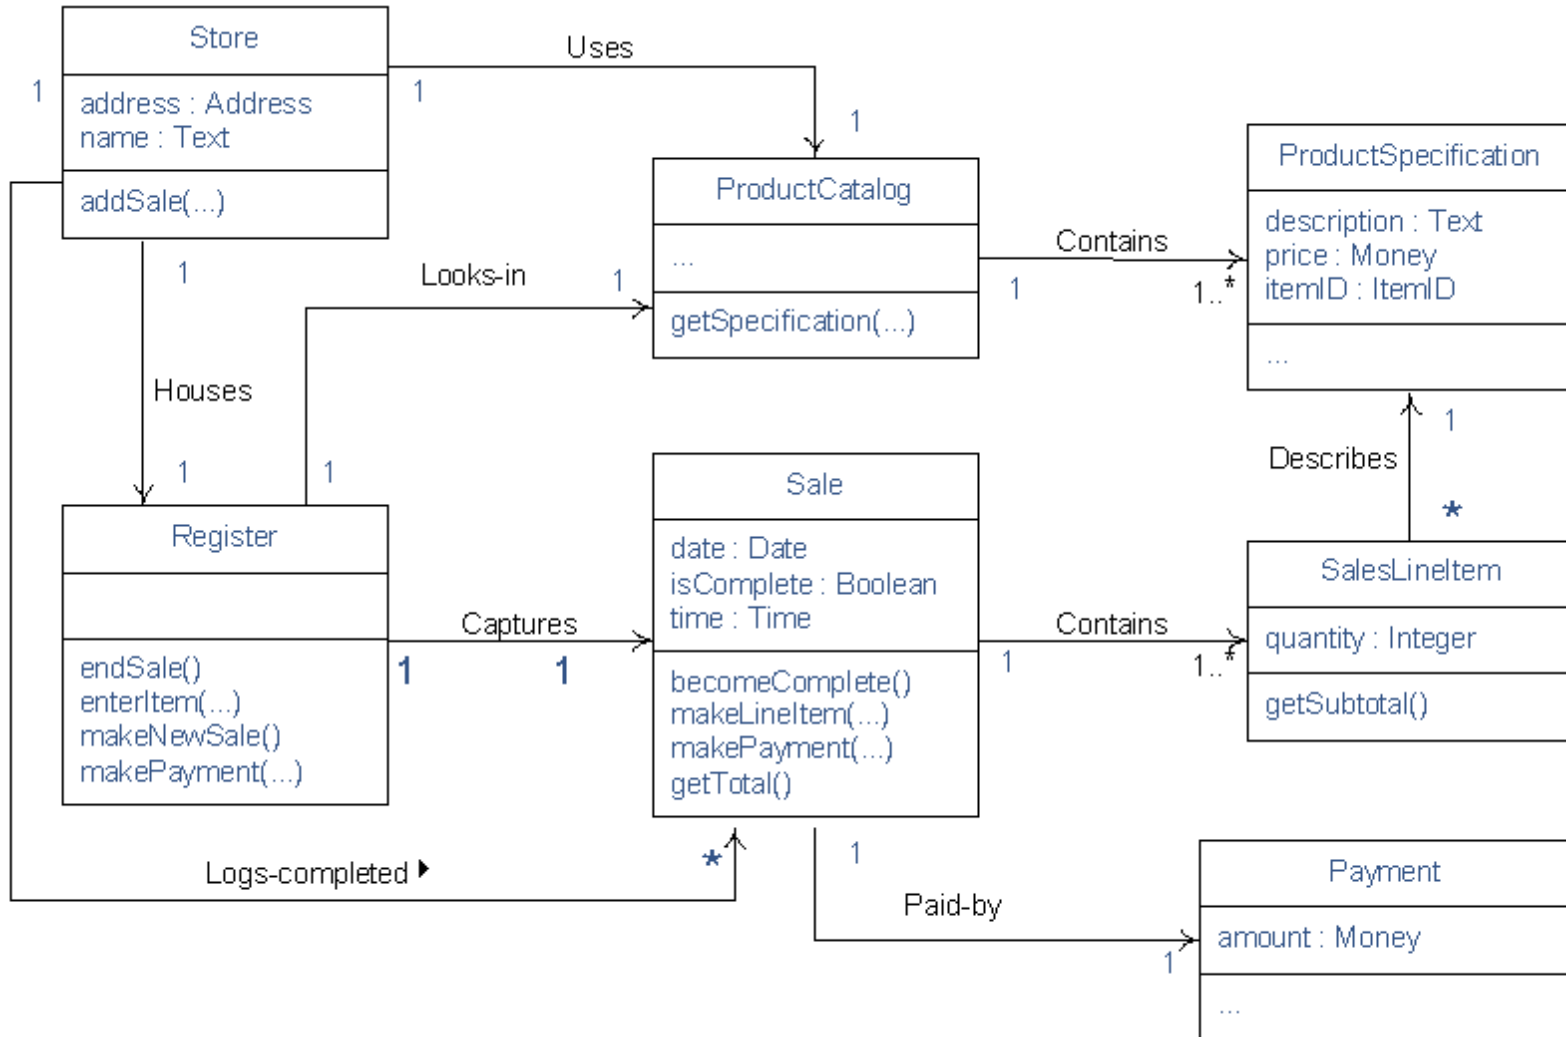 Store
address : Address
name : Text
addSale(...)
1
1
Uses
1
1
Houses
1
Looks-in
1
1
ProductCatalog
...
getSpecification(...)
Contains
1
1..*
ProductSpecification
description : Text
price : Money
itemID : ItemID
...
1
Describes
*
Register
endSale()
enterItem(...)
makeNewSale()
makePayment(...)
Captures
1
1
Sale
date : Date
isComplete : Boolean
time : Time
becomeComplete()
makeLineItem(...)
makePayment(...)
getTotal()
Contains
1
1..*
SalesLineItem
quantity : Integer
getSubtotal()
Logs-completed
*
1
Paid-by
1
Payment
amount : Money
...